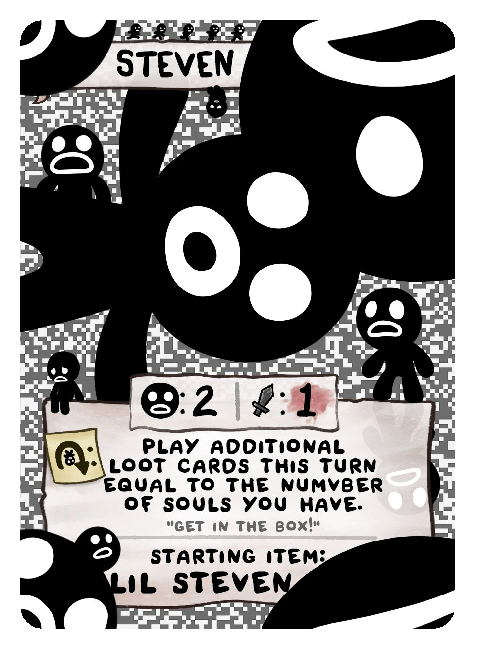 STEVEN
:2 | :1
PLAY ADDITIONAL
LOOT CARDS THIS TURN
EQUAL TO THE NUMVBER
OF SOULS YOU HAVE.
"GET IN THE BOX!"
STARTING ITEM:
LIL STEVEN